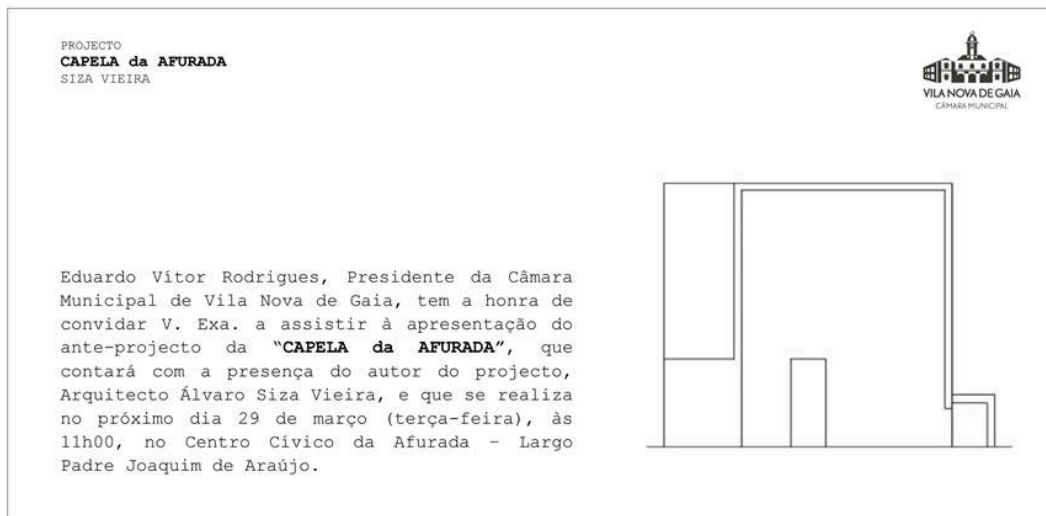 PROJECTO
CAPELA da AFURADA
SIZA VIEIRA
VILA NOVA DE GAIA
CÂMARA MUNICIPAL
Eduardo Vítor Rodrigues, Presidente da Câmara
Municipal de Vila Nova de Gaia, tem a honra de
convidar V. Exa. a assistir à apresentação do
ante-projecto da “CAPELA da AFURADA”, que
contará com a presença do autor do projecto,
Arquitecto Álvaro Siza Vieira, e que se realiza
no próximo dia 29 de março (terça-feira), às
11h00, no Centro Cívico da Afurada – Largo
Padre Joaquim de Araújo.